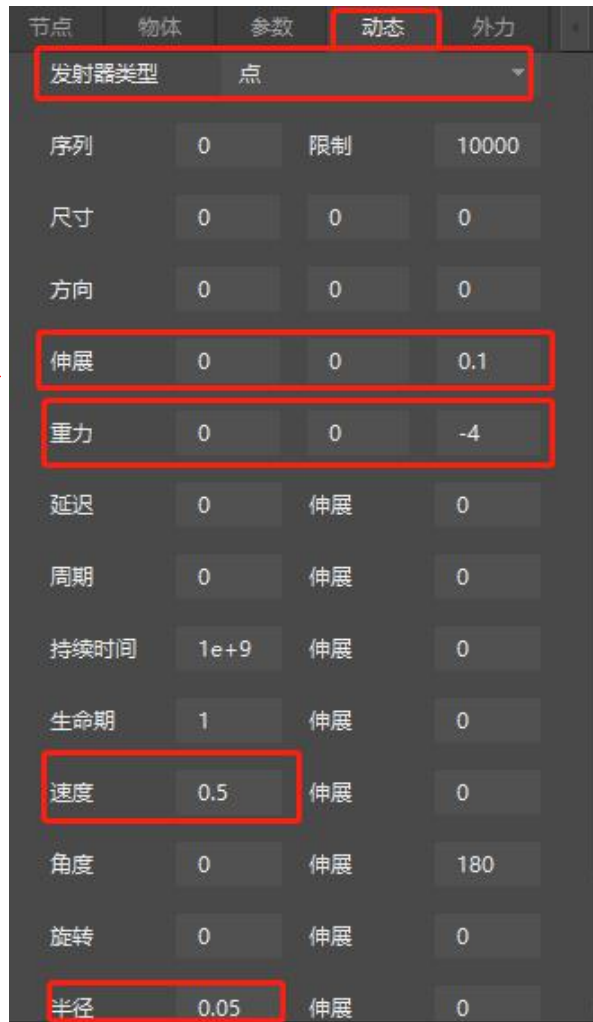 节点 物体 参数 动态 外力
发射器类型 点
序列 0 限制 10000
尺寸 0 0 0
方向 0 0 0
伸展 0 0 0.1
重力 0 0 -4
延迟 0 伸展 0
周期 0 伸展 0
持续时间 1e+9 伸展 0
生命期 1 伸展 0
速度 0.5 伸展 0
角度 0 伸展 180
旋转 0 伸展 0
半径 0.05 伸展 0